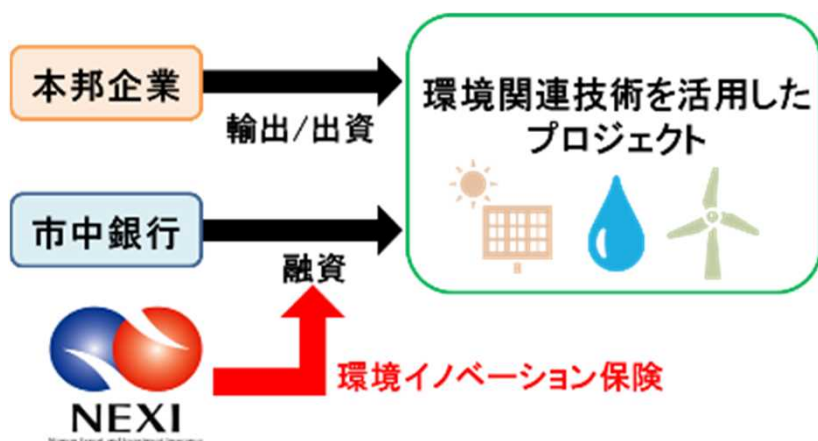 本邦企業
輸出/出資
環境関連技術を活用した
プロジェクト
市中銀行
融資
環境イノベーション保険
NEXI